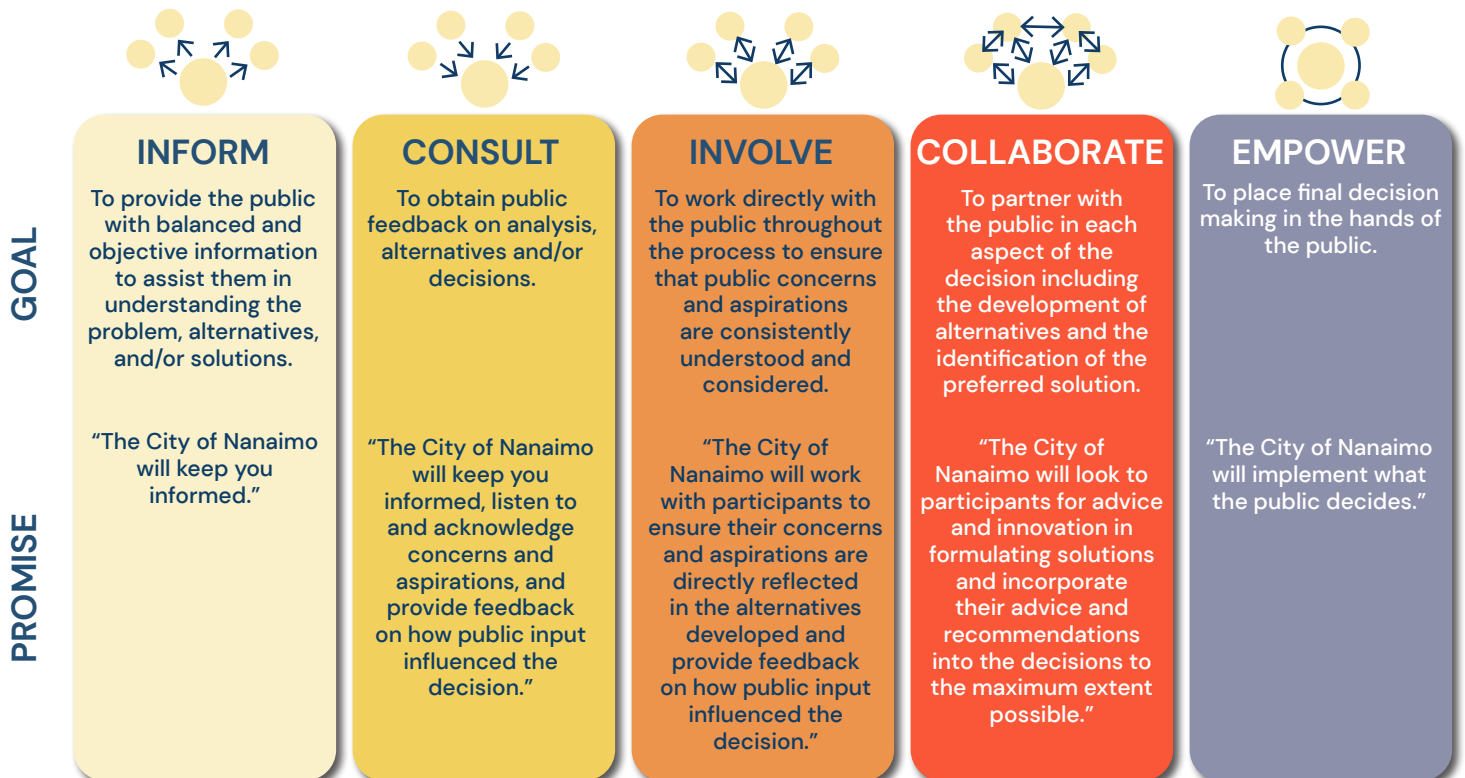 INFORM
To provide the public
with balanced and
objective information
to assist them in
understanding the
problem, alternatives,
and/or solutions.
CONSULT
To obtain public
feedback on analysis,
alternatives and/or
decisions.
INVOLVE
To work directly with
the public throughout
the process to ensure
that public concerns
and aspirations
are consistently
understood and
considered.
COLLABORATE
To partner with
the public in each
aspect of the
decision including
the development of
alternatives and the
identification of the
preferred solution.
EMPOWER
To place final decision
making in the hands of
the public.
GOAL
“The City of Nanaimo
will keep you
informed.”
“The City of Nanaimo
will keep you
informed, listen to
and acknowledge
concerns and
aspirations, and
provide feedback
on how public input
influenced the
decision.”
“The City of
Nanaimo will work
with participants to
ensure their concerns
and aspirations are
directly reflected
in the alternatives
developed and
provide feedback
on how public input
influenced the
decision.”
“The City of
Nanaimo will look to
participants for advice
and innovation in
formulating solutions
and incorporate
their advice and
recommendations
into the decisions to
the maximum extent
possible.”
“The City of Nanaimo
will implement what
the public decides.”
PROMISE